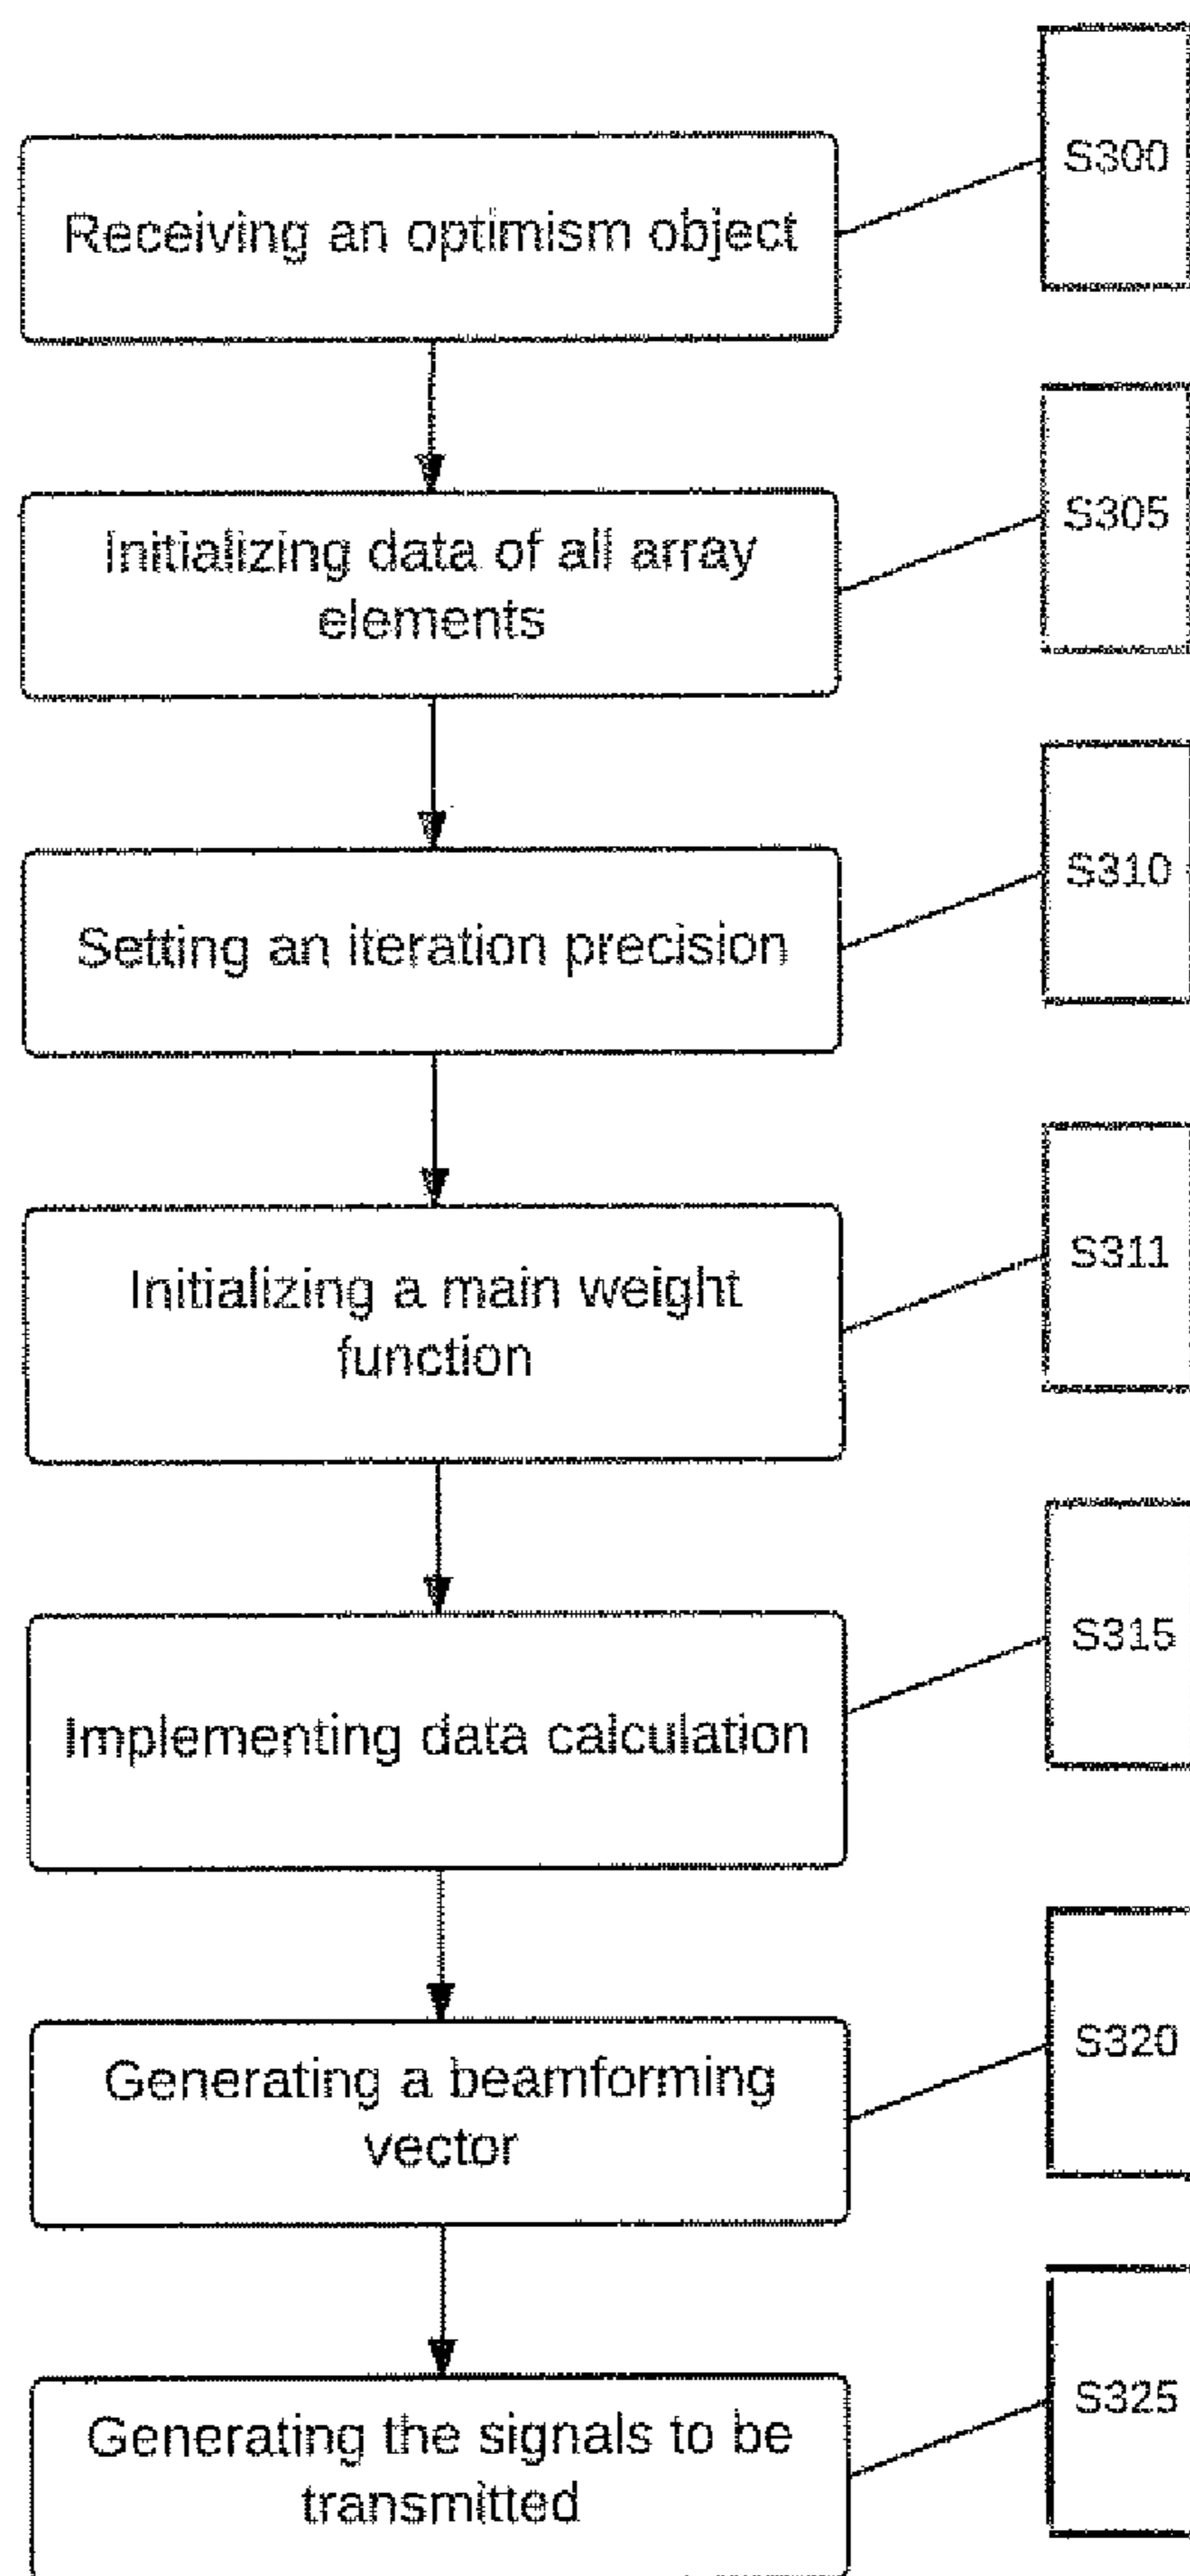 Receiving an optimism object
S300
Initializing data of all array
elements
S305
Setting an iteration precision
S310
Initializing a main weight
function
S311
Implementing data calculation
S315
Generating a beamforming
vector
S320
Generating the signals to be
transmitted
S325